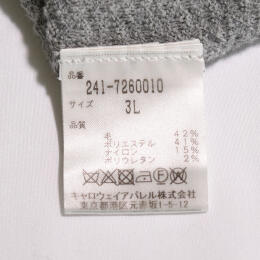 品番
241-7260010
サイズ
3L
品質
毛 42%
ポリエステル 41%
ナイロン 15%
ポリウレタン 2%
キャロウェイアパレル株式会社
東京都港区元赤坂1-5-12